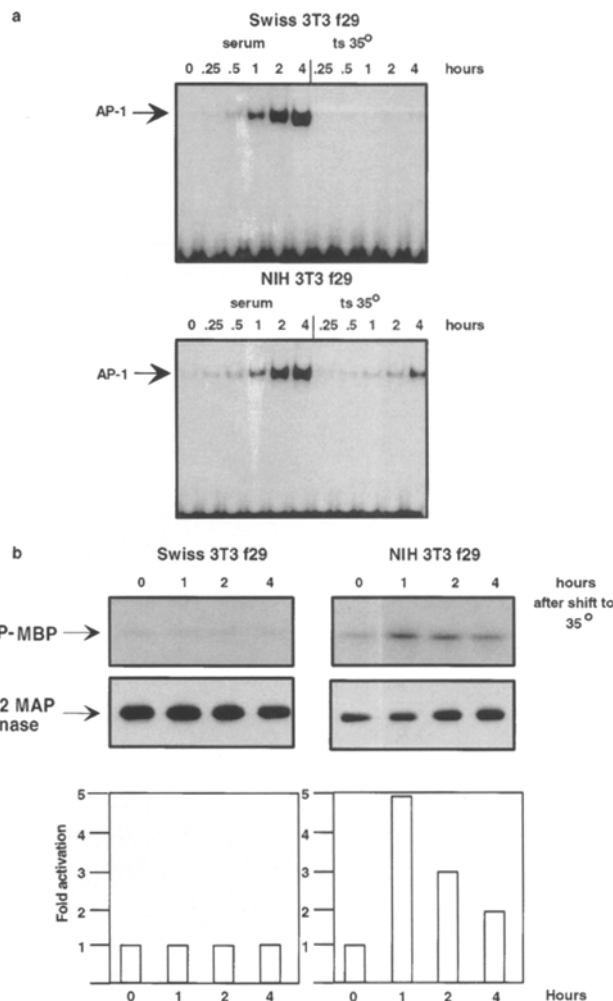 a
Swiss 3T3 f29
serum ts 35o
0 .25 .5 1 2 4 .25 .5 1 2 4 hours
AP-1
NIH 3T3 f29
serum ts 35o
0 .25 .5 1 2 4 .25 .5 1 2 4 hours
AP-1
b
Swiss 3T3 f29 NIH 3T3 f29
0 1 2 4 0 1 2 4 hours
after shift to
35o
P-MBP
2 MAP
nase
Fold activation
5 5
4 4
3 3
2 2
1 1
0 1 2 4 0 1 2 4 Hours